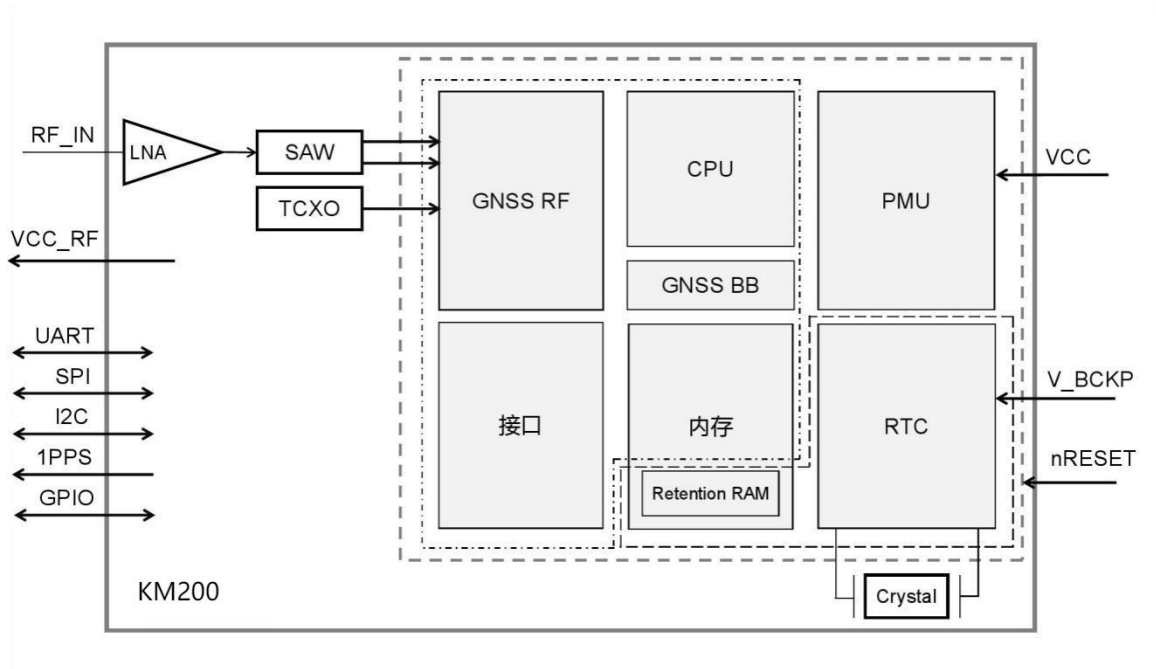 RF_IN
LNA
SAW
TCXO
VCC_RF
UART
SPI
I2C
1PPS
GPIO
GNSS RF
CPU
GNSS BB
PMU
接口
内存
Retention RAM
RTC
VCC
V_BCKP
nRESET
Crystal
KM200